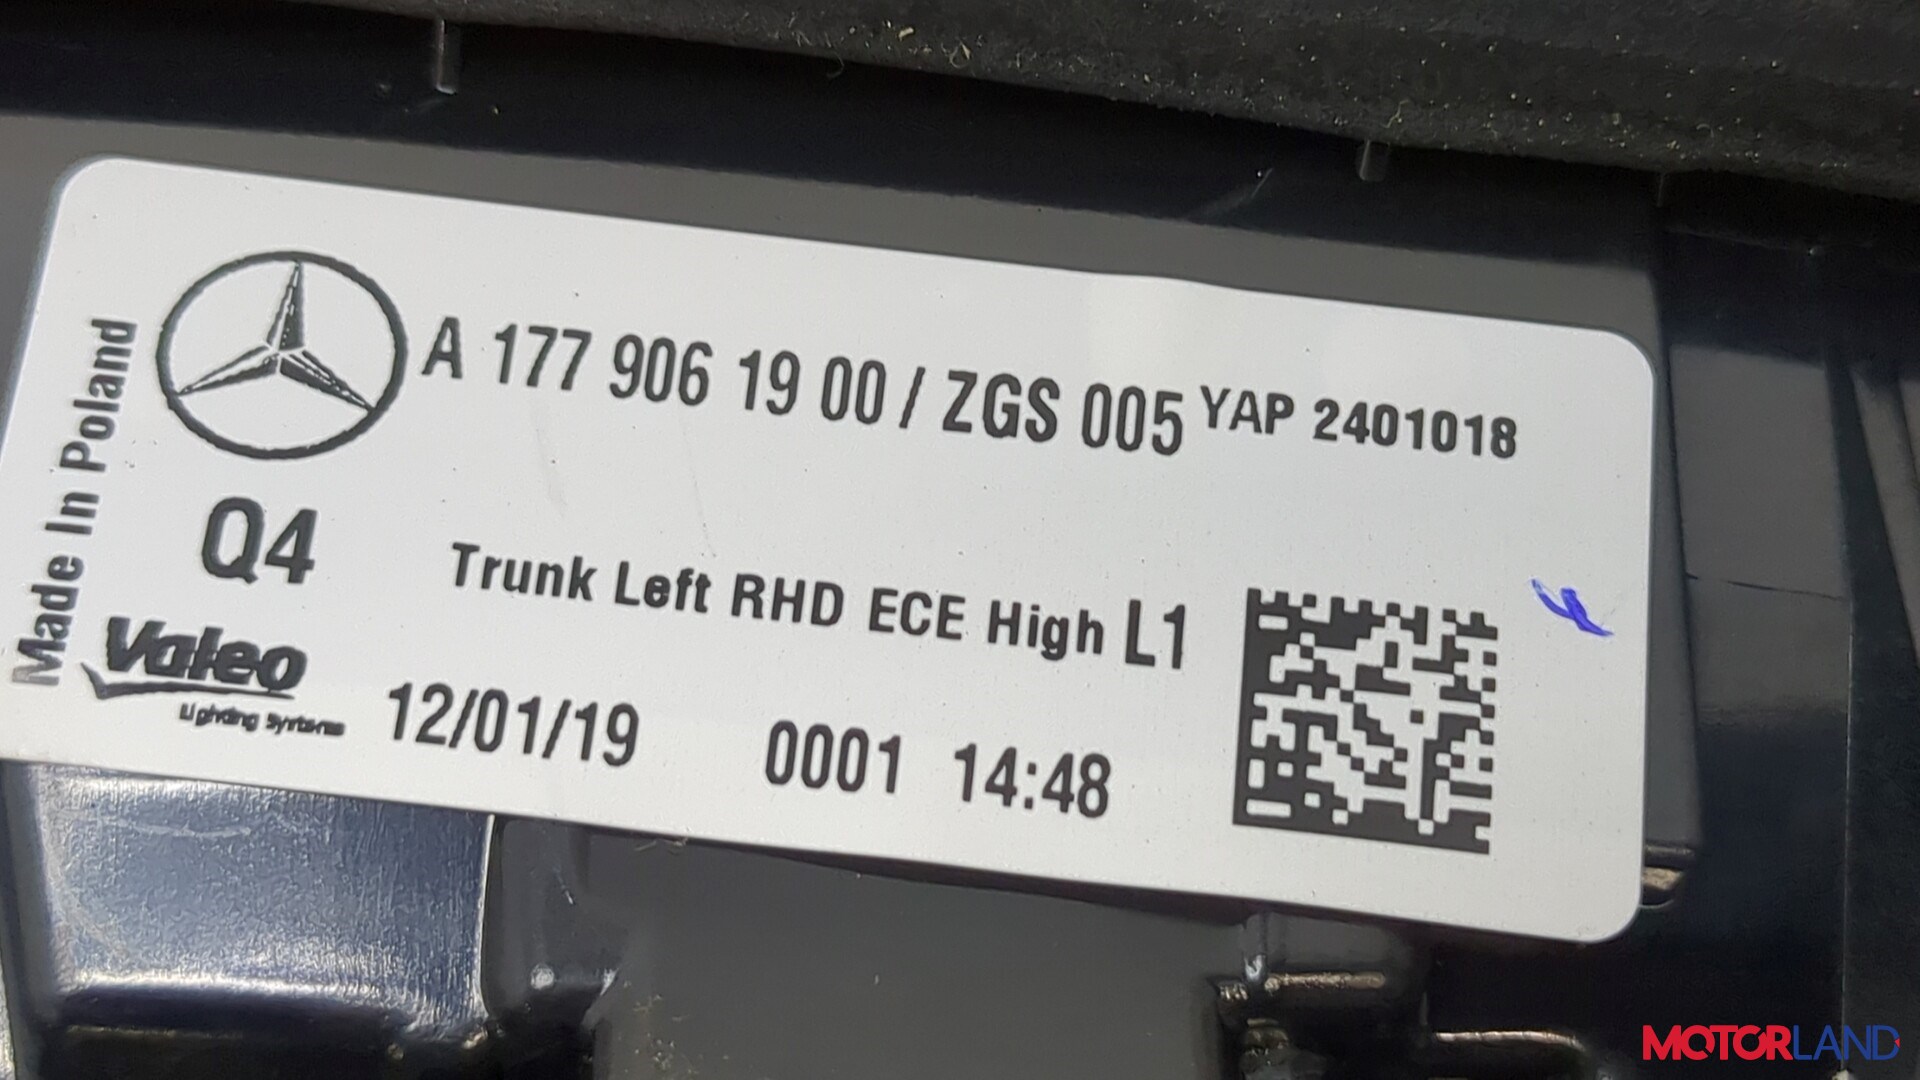 A 177 906 19 00 / ZGS 005 YAP 2401018
Made In Poland
Q4
Trunk Left RHD ECE High L1
Valeo
Lighting Systems
12/01/19 0001 14:48
MOTORLAND